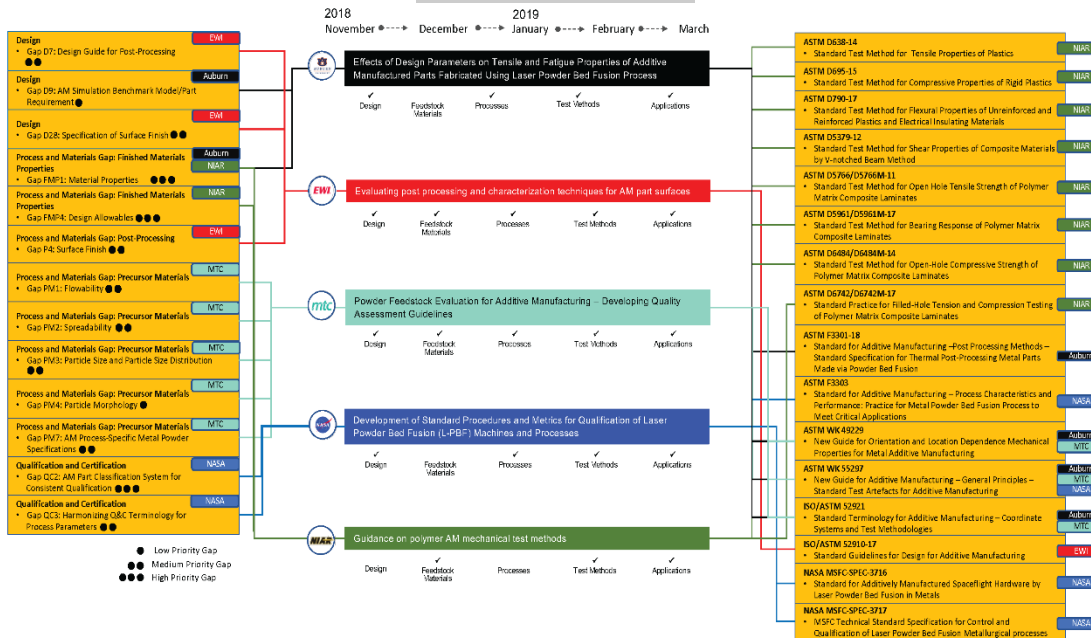 2018
2019
November
December
January
February
March
Design
EWI
• Gap D7: Design Guide for Post-Processing
Design
Auburn
• Gap D9: AM Simulation Benchmark Model/Part
Requirement
Design
EWI
• Gap D28: Specification of Surface Finish
Process and Materials Gap: Finished Materials
Auburn
Properties
NIAR
• Gap FMP1: Material Properties
Process and Materials Gap: Finished Materials
NIAR
Properties
• Gap FMP4: Design Allowables
Process and Materials Gap: Post-Processing
EWI
• Gap P4: Surface Finish
Process and Materials Gap: Precursor Materials
MTC
• Gap PM1: Flowability
Process and Materials Gap: Precursor Materials
MTC
• Gap PM2: Spreadability
Process and Materials Gap: Precursor Materials
MTC
• Gap PM3: Particle Size and Particle Size Distribution
Process and Materials Gap: Precursor Materials
MTC
• Gap PM4: Particle Morphology
Process and Materials Gap: Precursor Materials
MTC
• Gap PM7: AM Process-Specific Metal Powder
Specifications
Qualification and Certification
NASA
• Gap QC2: AM Part Classification System for
Consistent Qualification
Qualification and Certification
NASA
• Gap QC3: Harmonizing Q&C Terminology for
Process Parameters
Low Priority Gap
Medium Priority Gap
High Priority Gap
Effects of Design Parameters on Tensile and Fatigue Properties of Additive
Manufactured Parts Fabricated Using Laser Powder Bed Fusion Process
✓ ✓ ✓ ✓
Design Feedstock Processes Test Methods Applications
Materials
EWI
Evaluating post processing and characterization techniques for AM part surfaces
✓ ✓ ✓ ✓ ✓
Design Feedstock Processes Test Methods Applications
Materials
mtc
Powder Feedstock Evaluation for Additive Manufacturing – Developing Quality
Assessment Guidelines
✓ ✓ ✓ ✓ ✓
Design Feedstock Processes Test Methods Applications
Materials
NASA
Development of Standard Procedures and Metrics for Qualification of Laser
Powder Bed Fusion (L-PBF) Machines and Processes
✓ ✓ ✓ ✓
Design Feedstock Processes Test Methods Applications
Materials
NIAR
Guidance on polymer AM mechanical test methods
✓ ✓ ✓
Design Feedstock Processes Test Methods Applications
Materials
ASTM D638-14
• Standard Test Method for Tensile Properties of Plastics
NIAR
ASTM D695-15
• Standard Test Method for Compressive Properties of Rigid Plastics
NIAR
ASTM D790-17
• Standard Test Method for Flexural Properties of Unreinforced and
Reinforced Plastics and Electrical Insulating Materials
NIAR
ASTM D5379-12
• Standard Test Method for Shear Properties of Composite Materials
by V-notched Beam Method
NIAR
ASTM D5766/D5766M-11
• Standard Test Method for Open Hole Tensile Strength of Polymer
Matrix Composite Laminates
NIAR
ASTM D5961/D5961M-17
• Standard Test Method for Bearing Response of Polymer Matrix
Composite Laminates
NIAR
ASTM D6484/D6484M-14
• Standard Test Method for Open-Hole Compressive Strength of
Polymer Matrix Composite Laminates
NIAR
ASTM D6742/D6742M-17
• Standard Practice for Filled-Hole Tension and Compression Testing
of Polymer Matrix Composite Laminates
NIAR
ASTM F3301-18
• Standard for Additive Manufacturing –Post Processing Methods –
Standard Specification for Thermal Post-Processing Metal Parts
Made via Powder Bed Fusion
Auburn
ASTM F3303
• Standard for Additive Manufacturing – Process Characteristics and
Performance: Practice for Metal Powder Bed Fusion Process to
Meet Critical Applications
NASA
ASTM WK 49229
• New Guide for Orientation and Location Dependence Mechanical
Properties for Metal Additive Manufacturing
Auburn
MTC
ASTM WK 55297
• New Guide for Additive Manufacturing – General Principles –
Standard Test Artefacts for Additive Manufacturing
Auburn
MTC
NASA
ISO/ASTM 52921
• Standard Terminology for Additive Manufacturing – Coordinate
Systems and Test Methodologies
Auburn
MTC
ISO/ASTM 52910-17
• Standard Guidelines for Design for Additive Manufacturing
EWI
NASA MSFC-SPEC-3716
• Standard for Additively Manufactured Spaceflight Hardware by
Laser Powder Bed Fusion in Metals
NASA
NASA MSFC-SPEC-3717
• MSFC Technical Standard Specification for Control and
Qualification of Laser Powder Bed Fusion Metallurgical processes
NASA